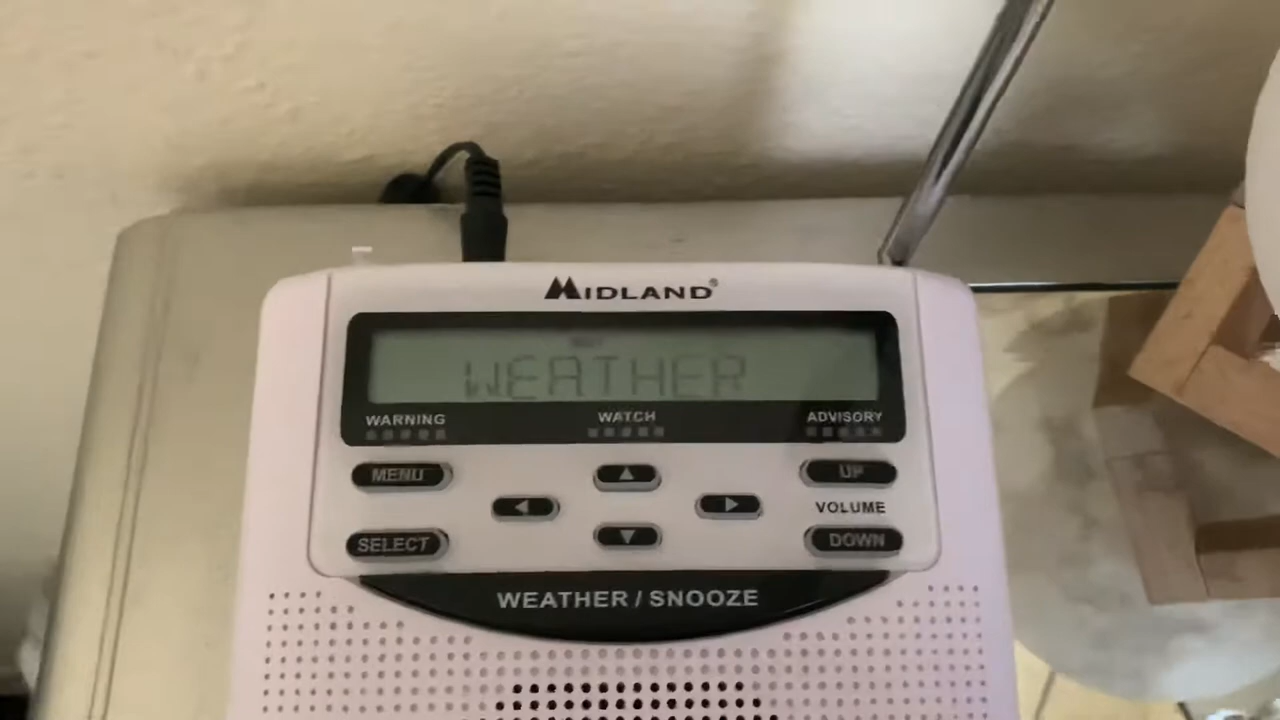 MIDLAND®
WEATHER
WARNING WATCH ADVISORY
MENU UP
VOLUME
SELECT DOWN
WEATHER / SNOOZE